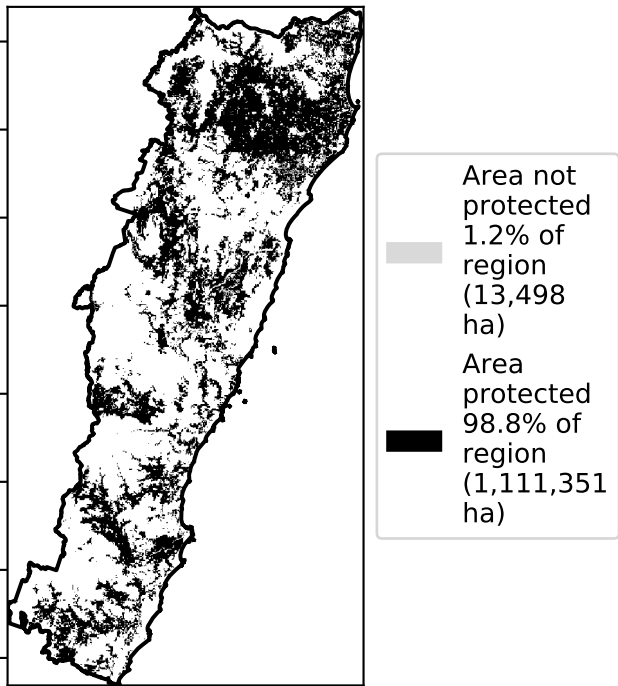 Area not
protected
1.2% of
region
(13,498
ha)
Area
protected
98.8% of
region
(1,111,351
ha)